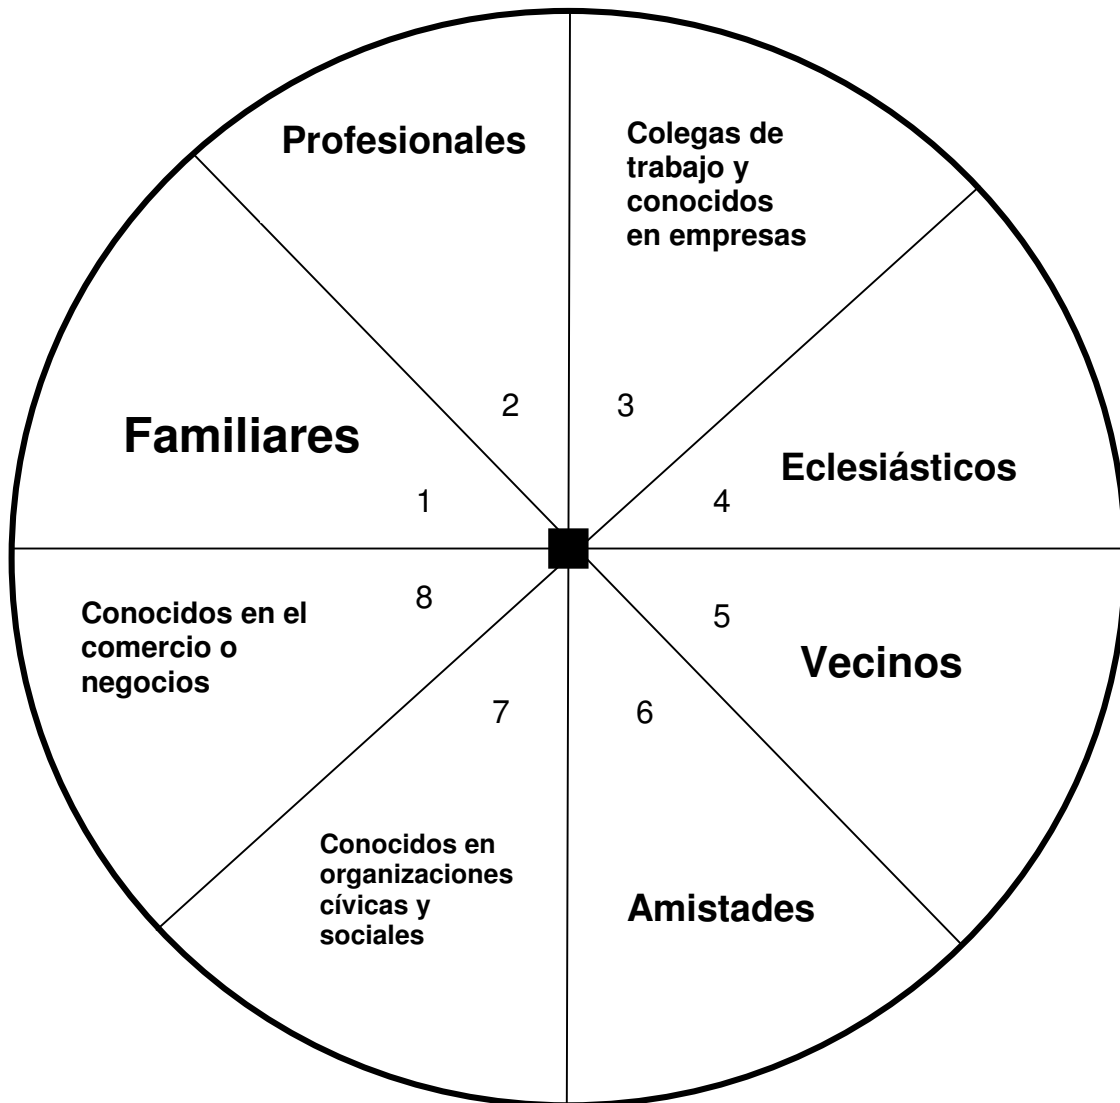 Profesionales
Colegas de
trabajo y
conocidos
en empresas
2
3
Familiares
1
Eclesiásticos
4
8
Conocidos en el
comercio o
negocios
5
Vecinos
7
6
Conocidos en
organizaciones
cívicas y
sociales
Amistades